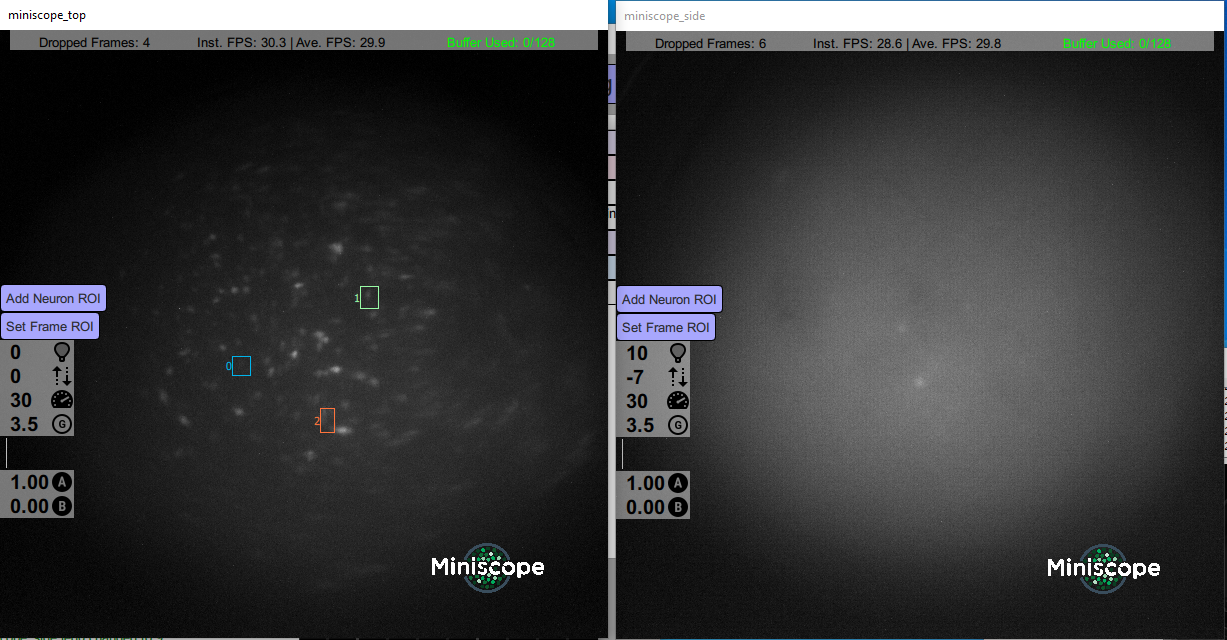 miniscope_top
Dropped Frames: 4 Inst. FPS: 30.3 | Ave. FPS: 29.9 Buffer Used: 0/128
1
Add Neuron ROI
Set Frame ROI
0
0
0
30
3.5 G
2
1.00 A
0.00 B
Miniscope
miniscope_side
Dropped Frames: 6 Inst. FPS: 28.6 | Ave. FPS: 29.8 Buffer Used: 0/128
Add Neuron ROI
Set Frame ROI
10
-7
30
3.5 G
1.00 A
0.00 B
Miniscope